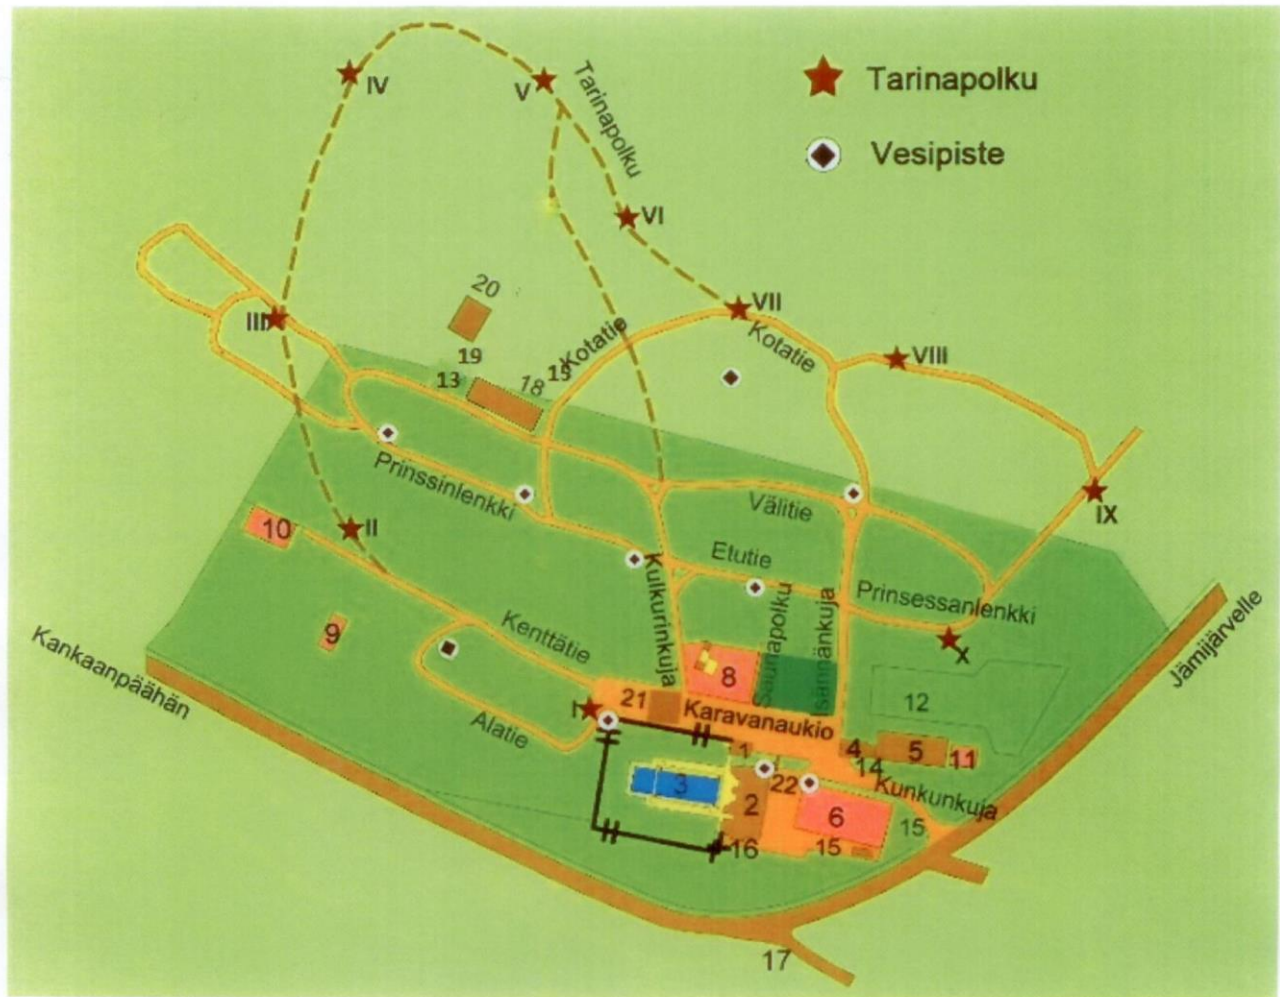 Tarinapolku
Vesipiste
IV
V
Tarinapolku
VI
VII
III
20
Kotatie
Kotatie
VIII
19
13
18
15
Prinssinlenkki
Välitie
IX
10
II
Etutie
Kulkurinkuja
Saunapolku
Isännänkuja
Prinsessanlenkki
X
9
Kenttätie
Kankaanpäähän
Jämijärvelle
8
12
I
21
Karavanaukio
Alatie
1
4
5
11
14
3
22
Kunkunkuja
2
6
15
16
15
17